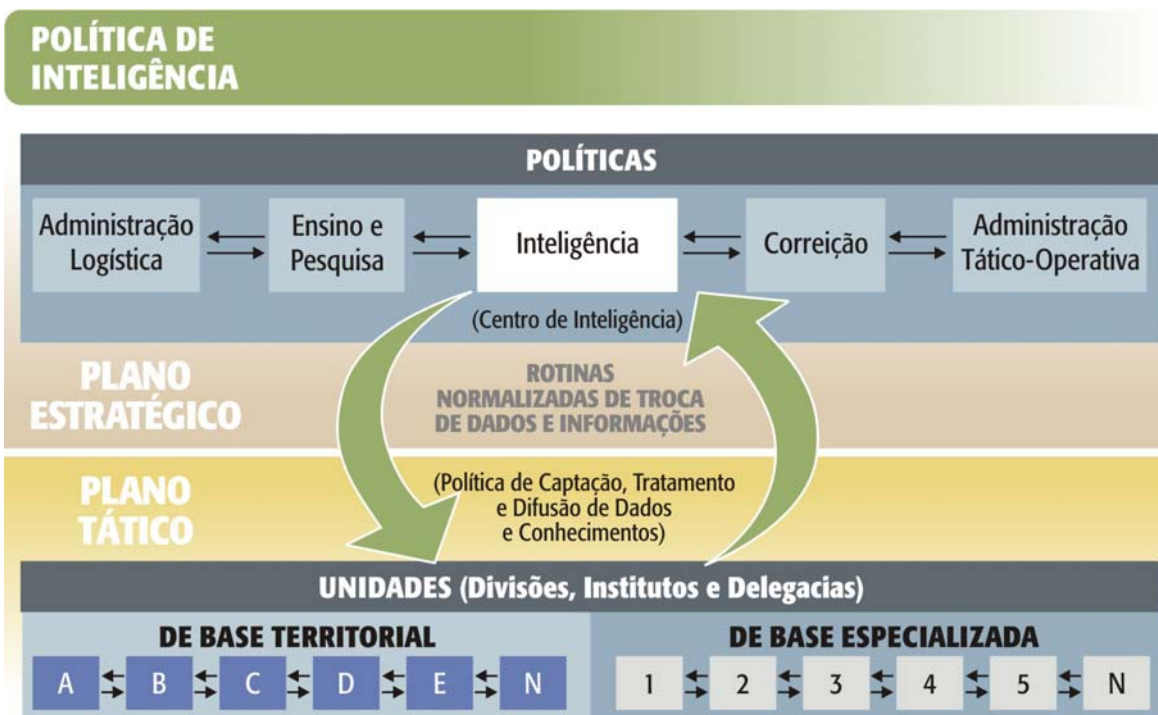 POLÍTICA DE
INTELIGÊNCIA
POLÍTICAS
Administração
Logística
Ensino e
Pesquisa
Inteligência
Correição
Administração
Tático-Operativa
(Centro de Inteligência)
PLANO
ESTRATÉGICO
ROTINAS
NORMALIZADAS DE TROCA
DE DADOS E INFORMAÇÕES
PLANO
TÁTICO
(Política de Captação, Tratamento
e Difusão de Dados
e Conhecimentos)
UNIDADES (Divisões, Institutos e Delegacias)
DE BASE TERRITORIAL
A B C D E N
DE BASE ESPECIALIZADA
1 2 3 4 5 N